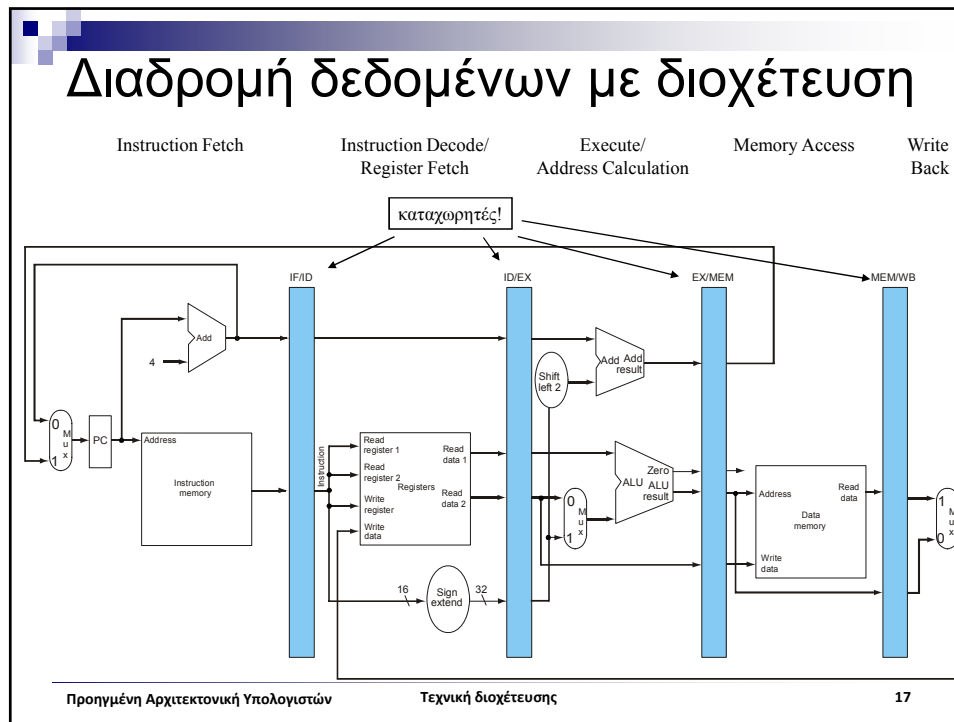 Διαδρομή δεδομένων με διοχέτευση
Instruction Fetch
Instruction Decode/
Register Fetch
Execute/
Address Calculation
Memory Access
Write
Back
καταχωρητές!
IF/ID
ID/EX
EX/MEM
MEM/WB
Add
4
Add
Add
result
Shift
left 2
0
M
u
x
1
PC
Address
Instruction
memory
Instruction
Read
register 1
Read
register 2
Write
register
Write
data
Registers
Read
data 1
Read
data 2
0
M
u
x
1
Zero
ALU
ALU
result
Address
Read
data
Data
memory
Write
data
1
M
u
x
0
16
Sign
extend
32
Προηγμένη Αρχιτεκτονική Υπολογιστών
Τεχνική διοχέτευσης
17